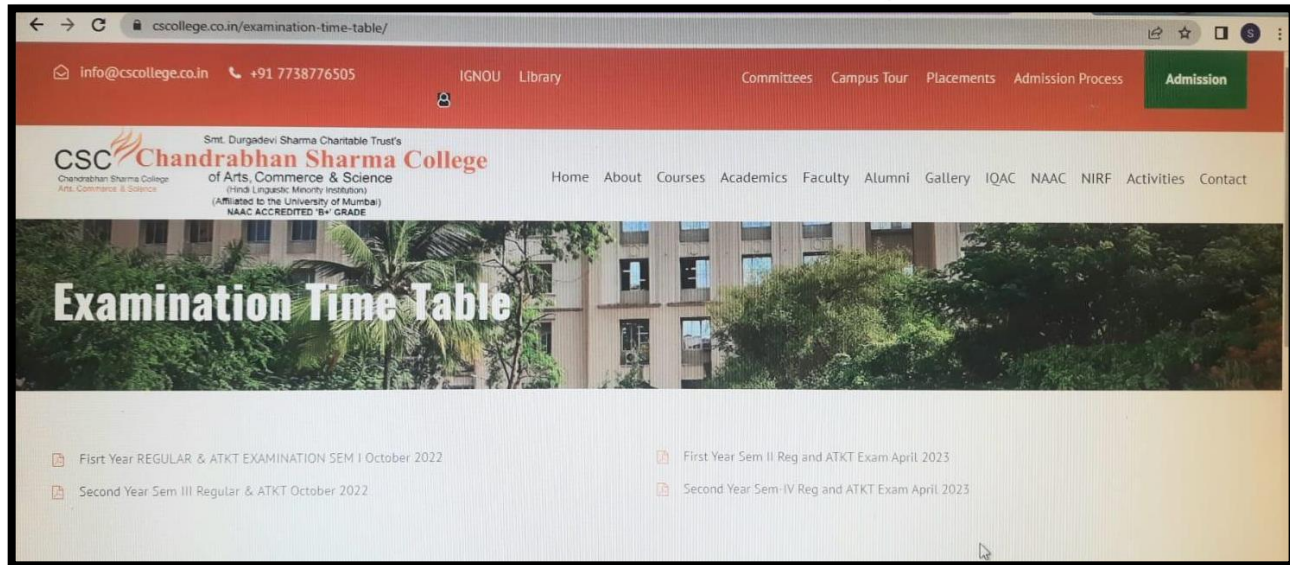 cscollege.co.in/examination-time-table/
S
info@cscollege.co.in +91 7738776505 IGNOU Library Committees Campus Tour Placements Admission Process Admission
Smt. Durgadevi Sharma Charitable Trust's
CSC Chandrabhan Sharma College
Chandrabhan Sharma College of Arts, Commerce & Science
Arts, Commerce & Science (Hindi Linguistic Minority Institution)
(Affiliated to the University of Mumbai)
NAAC ACCREDITED 'B+' GRADE
Home About Courses Academics Faculty Alumni Gallery IQAC NAAC NIRF Activities Contact
Examination Time Table
Fisrt Year REGULAR & ATKT EXAMINATION SEM I October 2022
First Year Sem II Reg and ATKT Exam April 2023
Second Year Sem III Regular & ATKT October 2022
Second Year Sem-IV Reg and ATKT Exam April 2023